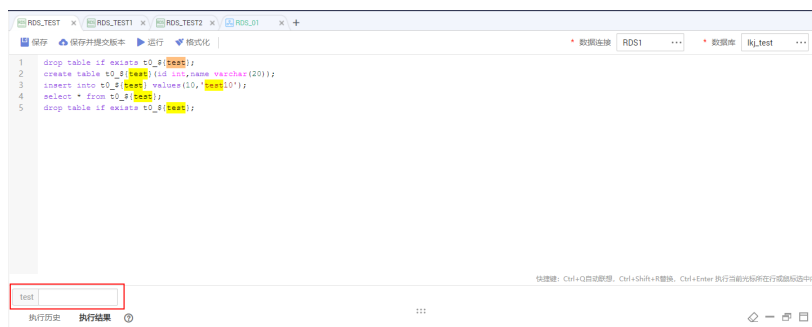 RDS_TEST × RDS_TEST1 × RDS_TEST2 × RDS_01 × +
保存 保存并提交版本 运行 格式化 * 数据连接 RDS1 ... * 数据库 lkj_test ...
1 drop table if exists t0_${test};
2 create table t0_${test}(id int,name varchar(20));
3 insert into t0_${test} values(10,'test10');
4 select * from t0_${test};
5 drop table if exists t0_${test};
快捷键：Ctrl+Q自动联想、Ctrl+Shift+R替换、Ctrl+Enter 执行当前光标所在行或鼠标选中
test
执行历史 执行结果 ?